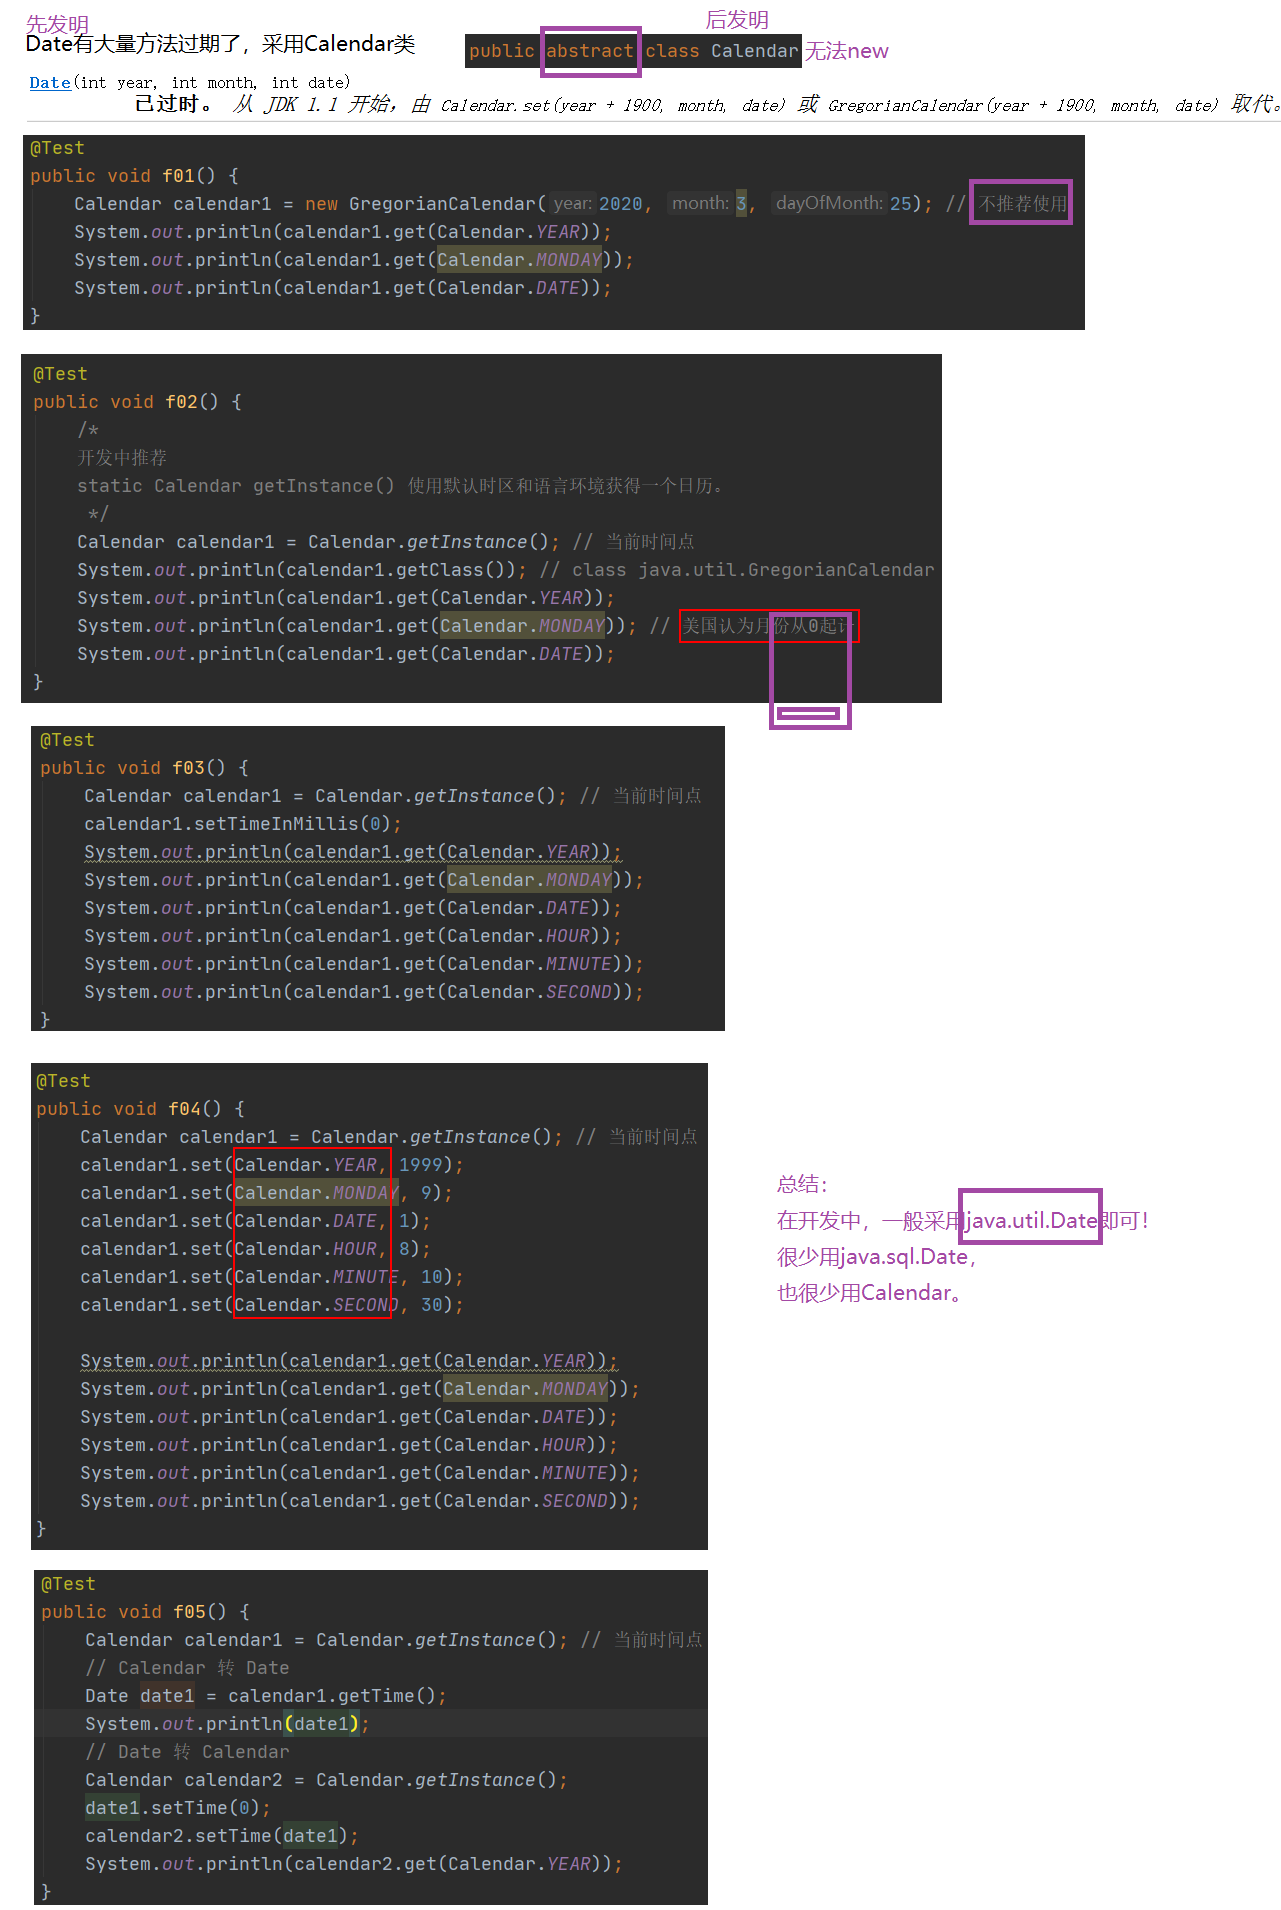 先发明
后发明
Date有大量方法过期了，采用Calendar类
public abstract class Calendar 无法new
Date(int year, int month, int date)
已过时。 从 JDK 1.1 开始，由 Calendar.set(year + 1900, month, date) 或 GregorianCalendar(year + 1900, month, date) 取代。
@Test
public void f01() {
Calendar calendar1 = new GregorianCalendar( year: 2020, month: 3, dayOfMonth: 25); // 不推荐使用
System.out.println(calendar1.get(Calendar.YEAR));
System.out.println(calendar1.get(Calendar.MONDAY));
System.out.println(calendar1.get(Calendar.DATE));
}
@Test
public void f02() {
/*
开发中推荐
static Calendar getInstance() 使用默认时区和语言环境获得一个日历。
*/
Calendar calendar1 = Calendar.getInstance(); // 当前时间点
System.out.println(calendar1.getClass()); // class java.util.GregorianCalendar
System.out.println(calendar1.get(Calendar.YEAR));
System.out.println(calendar1.get(Calendar.MONDAY)); // 美国认为月份从0起计
System.out.println(calendar1.get(Calendar.DATE));
}
@Test
public void f03() {
Calendar calendar1 = Calendar.getInstance(); // 当前时间点
calendar1.setTimeInMillis(0);
System.out.println(calendar1.get(Calendar.YEAR));
System.out.println(calendar1.get(Calendar.MONDAY));
System.out.println(calendar1.get(Calendar.DATE));
System.out.println(calendar1.get(Calendar.HOUR));
System.out.println(calendar1.get(Calendar.MINUTE));
System.out.println(calendar1.get(Calendar.SECOND));
}
@Test
public void f04() {
Calendar calendar1 = Calendar.getInstance(); // 当前时间点
calendar1.set(Calendar.YEAR, 1999);
calendar1.set(Calendar.MONDAY, 9);
calendar1.set(Calendar.DATE, 1);
calendar1.set(Calendar.HOUR, 8);
calendar1.set(Calendar.MINUTE, 10);
calendar1.set(Calendar.SECOND, 30);
System.out.println(calendar1.get(Calendar.YEAR));
System.out.println(calendar1.get(Calendar.MONDAY));
System.out.println(calendar1.get(Calendar.DATE));
System.out.println(calendar1.get(Calendar.HOUR));
System.out.println(calendar1.get(Calendar.MINUTE));
System.out.println(calendar1.get(Calendar.SECOND));
}
总结：
在开发中，一般采用java.util.Date即可！
很少用java.sql.Date，
也很少用Calendar。
@Test
public void f05() {
Calendar calendar1 = Calendar.getInstance(); // 当前时间点
// Calendar 转 Date
Date date1 = calendar1.getTime();
System.out.println(date1);
// Date 转 Calendar
Calendar calendar2 = Calendar.getInstance();
date1.setTime(0);
calendar2.setTime(date1);
System.out.println(calendar2.get(Calendar.YEAR));
}